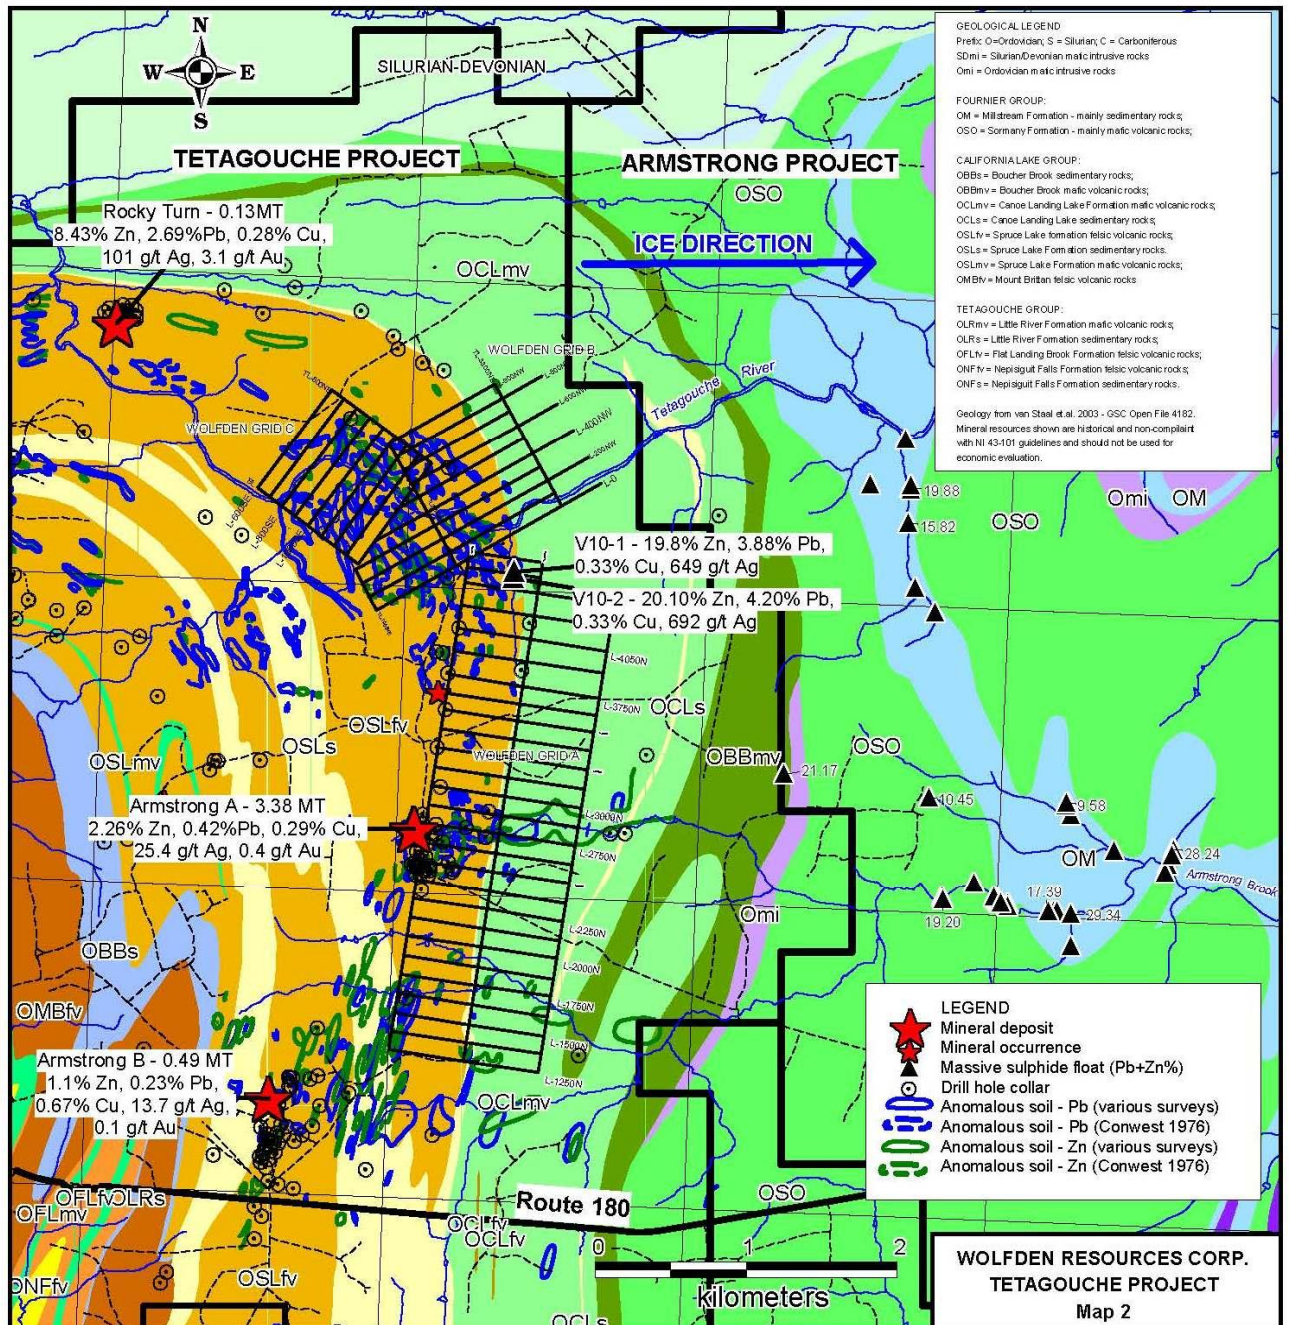 N
W E
S
SILURIAN-DEVONIAN
TETAGOUCHE PROJECT
ARMSTRONG PROJECT
OSO
ICE DIRECTION
Rocky Turn - 0.13MT
8.43% Zn, 2.69%Pb, 0.28% Cu,
101 g/t Ag, 3.1 g/t Au
OCLmv
GEOLOGICAL LEGEND
Prefix: O=Ordovician; S = Silurian; C = Carboniferous
SDmi = Silurian/Devonian mafic intrusive rocks
Omi = Ordovician mafic intrusive rocks
FOURNIER GROUP:
OM = Millstream Formation - mainly sedimentary rocks;
OSO = Sormany Formation - mainly mafic volcanic rocks;
CALIFORNIA LAKE GROUP:
OBBs = Boucher Brook sedimentary rocks;
OBBmv = Boucher Brook mafic volcanic rocks;
OCLmv = Canoe Landing Lake Formation mafic volcanic rocks;
OCLs = Canoe Landing Lake sedimentary rocks;
OSLfv = Spruce Lake formation felsic volcanic rocks;
OSLs = Spruce Lake Formation sedimentary rocks.
OSLmv = Spruce Lake Formation mafic volcanic rocks;
OMBfv = Mount Brittan felsic volcanic rocks
TETAGOUCHE GROUP:
OLRmv = Little River Formation mafic volcanic rocks;
OLRs = Little River Formation sedimentary rocks;
OFLfv = Flat Landing Brook Formation felsic volcanic rocks;
ONFfv = Nepisiguit Falls Formation felsic volcanic rocks;
ONFs = Nepisiguit Falls Formation sedimentary rocks.
Geology from van Staal et.al. 2003 - GSC Open File 4182.
Mineral resources shown are historical and non-compliant
with NI 43-101 guidelines and should not be used for
economic evaluation.
WOLFDEN GRID B
L-400NW
L-200NW
L-0
Tetagouche River
WOLFDEN GRID C
L-600SE
L-800SE
19.88
15.82
OSO
Omi OM
V10-1 - 19.8% Zn, 3.88% Pb,
0.33% Cu, 649 g/t Ag
V10-2 - 20.10% Zn, 4.20% Pb,
0.33% Cu, 692 g/t Ag
L-4050N
L-3750N
OCLs
OSLfv
OSLs
OSLmv
WOLFDEN GRID A
OBBmv
21.17
OSO
10.45
9.58
Armstrong A - 3.38 MT
2.26% Zn, 0.42%Pb, 0.29% Cu,
25.4 g/t Ag, 0.4 g/t Au
L-3000N
L-2750N
OM
28.24
Armstrong Brook
17.39
19.20
29.34
Omi
L-2250N
L-2000N
L-1750N
L-1500N
L-1250N
OBBs
OMBfv
Armstrong B - 0.49 MT
1.1% Zn, 0.23% Pb,
0.67% Cu, 13.7 g/t Ag,
0.1 g/t Au
OCLmv
LEGEND
Mineral deposit
Mineral occurrence
Massive sulphide float (Pb+Zn%)
Drill hole collar
Anomalous soil - Pb (various surveys)
Anomalous soil - Pb (Conwest 1976)
Anomalous soil - Zn (various surveys)
Anomalous soil - Zn (Conwest 1976)
OFLfv OLRs
OFLmv
OSO
Route 180
OCLfv
OCLfv
OSLfv
ONFfv
0 1 2
kilometers
OCLs
WOLFDEN RESOURCES CORP.
TETAGOUCHE PROJECT
Map 2